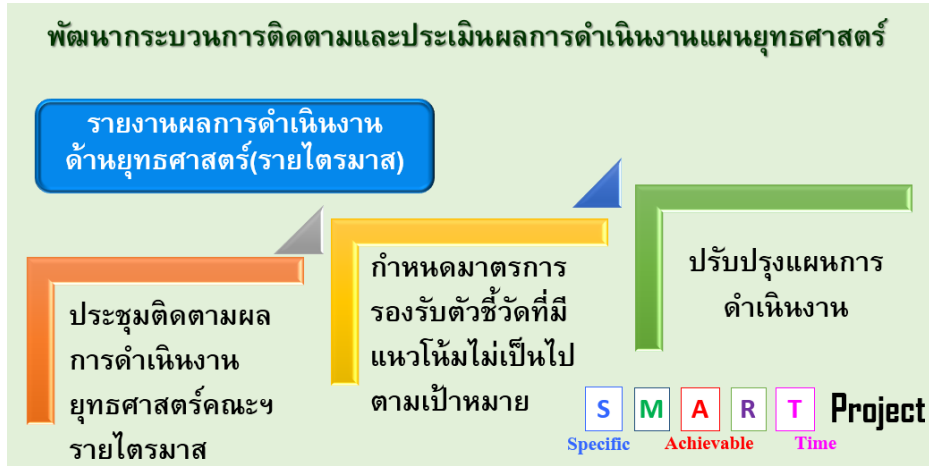 พัฒนากระบวนการติดตามและประเมินผลการดำเนินงานแผนยุทธศาสตร์
รายงานผลการดำเนินงาน
ด้านยุทธศาสตร์(รายไตรมาส)
ประชุมติดตามผล
การดำเนินงาน
ยุทธศาสตร์คณะฯ
รายไตรมาส
กำหนดมาตรการ
รองรับตัวชี้วัดที่มี
แนวโน้มไม่เป็นไป
ตามเป้าหมาย
ปรับปรุงแผนการ
ดำเนินงาน
S M A R T Project
Specific Achievable Time